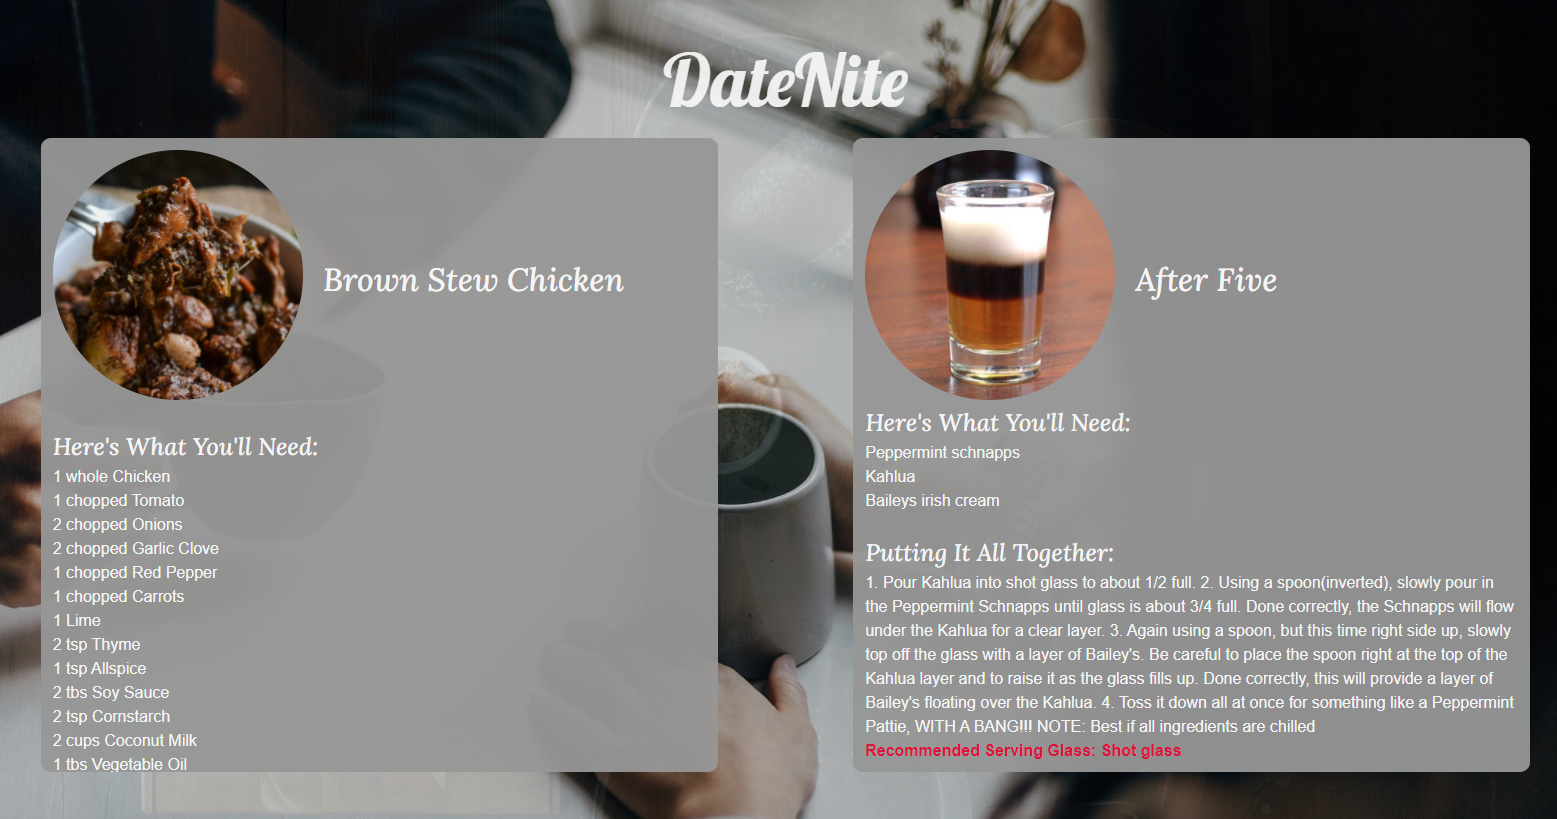 DateNite
Brown Stew Chicken
Here's What You'll Need:
1 whole Chicken
1 chopped Tomato
2 chopped Onions
2 chopped Garlic Clove
1 chopped Red Pepper
1 chopped Carrots
1 Lime
2 tsp Thyme
1 tsp Allspice
2 tbs Soy Sauce
2 tsp Cornstarch
2 cups Coconut Milk
1 tbs Vegetable Oil
After Five
Here's What You'll Need:
Peppermint schnapps
Kahlua
Baileys irish cream
Putting It All Together:
1. Pour Kahlua into shot glass to about 1/2 full. 2. Using a spoon(inverted), slowly pour in
the Peppermint Schnapps until glass is about 3/4 full. Done correctly, the Schnapps will flow
under the Kahlua for a clear layer. 3. Again using a spoon, but this time right side up, slowly
top off the glass with a layer of Bailey's. Be careful to place the spoon right at the top of the
Kahlua layer and to raise it as the glass fills up. Done correctly, this will provide a layer of
Bailey's floating over the Kahlua. 4. Toss it down all at once for something like a Peppermint
Pattie, WITH A BANG!!! NOTE: Best if all ingredients are chilled
Recommended Serving Glass: Shot glass